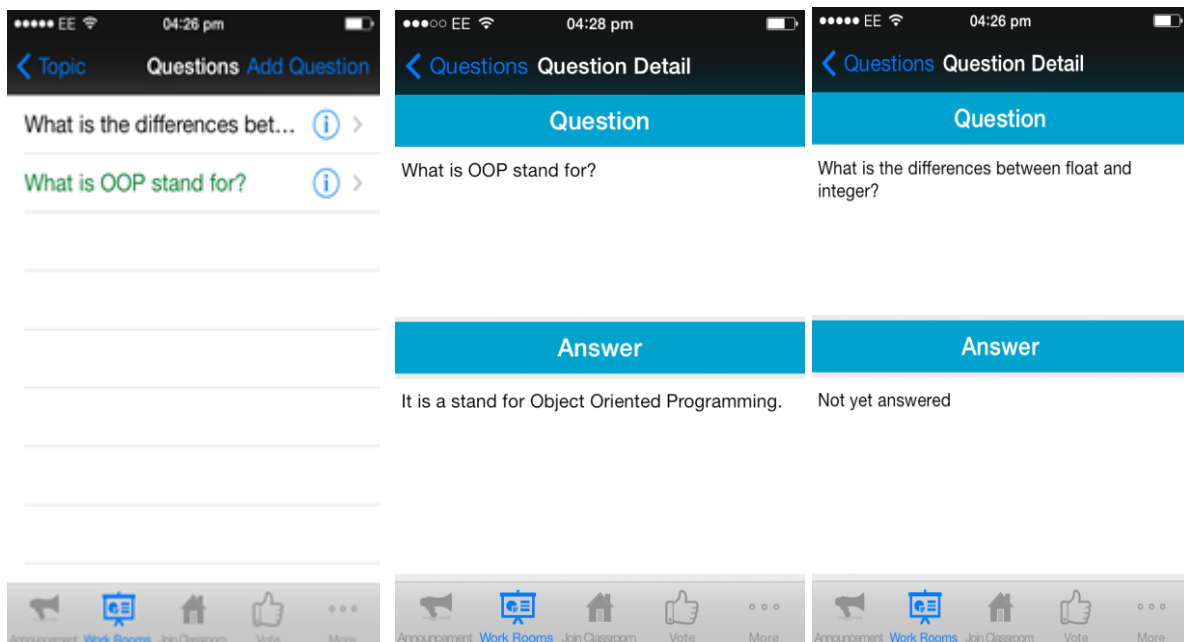 EE 04:26 pm
Topic Questions Add Question
What is the differences bet...
What is OOP stand for?
Announcement Work Rooms Join Classroom Vote More
EE 04:28 pm
Questions Question Detail
Question
What is OOP stand for?
Answer
It is a stand for Object Oriented Programming.
Announcement Work Rooms Join Classroom Vote More
EE 04:26 pm
Questions Question Detail
Question
What is the differences between float and
integer?
Answer
Not yet answered
Announcement Work Rooms Join Classroom Vote More